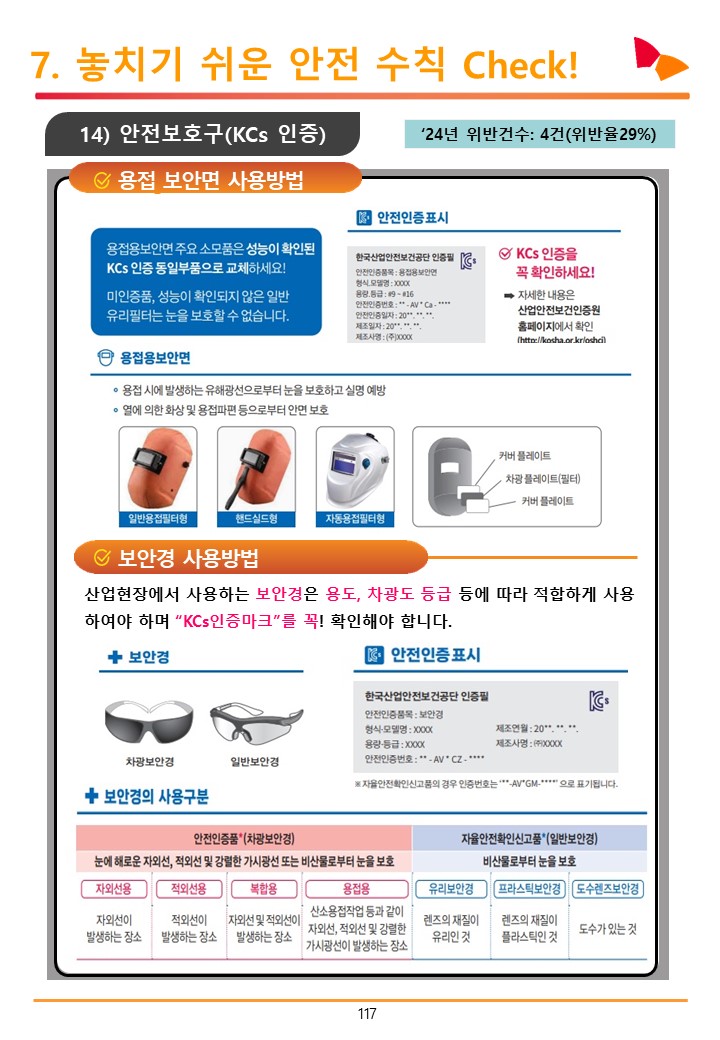 7. 놓치기 쉬운 안전 수칙 Check!
14) 안전보호구(KCs 인증)
‘24년 위반건수: 4건(위반율29%)
용접 보안면 사용방법
용접용보안면 주요 소모품은 성능이 확인된
KCs 인증 동일부품으로 교체하세요!
미인증품, 성능이 확인되지 않은 일반
유리필터는 눈을 보호할 수 없습니다.
안전인증표시
한국산업안전보건공단 인증필
안전인증품목 : 용접용보안면
형식.모델명 : XXXX
용량.등급 : #9 ~ #16
안전인증번호 : ** - AV * Ca - ****
안전인증일자 : 20**. **. **.
제조일자 : 20**. **. **.
제조사명 : (주)XXXX
KCs 인증을
꼭 확인하세요!
자세한 내용은
산업안전보건인증원
홈페이지에서 확인
(http://kosha.or.kr/oshci)
용접용보안면
용접 시에 발생하는 유해광선으로부터 눈을 보호하고 실명 예방
열에 의한 화상 및 용접파편 등으로부터 안면 보호
일반용접필터형
핸드실드형
자동용접필터형
커버 플레이트
차광 플레이트(필터)
커버 플레이트
보안경 사용방법
산업현장에서 사용하는 보안경은 용도, 차광도 등급 등에 따라 적합하게 사용
하여야 하며 “KCs인증마크”를 꼭! 확인해야 합니다.
보안경
차광보안경
일반보안경
안전인증표시
한국산업안전보건공단 인증필
안전인증품목 : 보안경
형식·모델명 : XXXX
제조연월 : 20**. **. **.
용량·등급 : XXXX
제조사명 : ㈜XXXX
안전인증번호 : ** - AV * CZ - ****
※ 자율안전확인신고품의 경우 인증번호는 '**-AV*GM-****' 으로 표기됩니다.
보안경의 사용구분
안전인증품*(차광보안경)
자율안전확인신고품*(일반보안경)
눈에 해로운 자외선, 적외선 및 강렬한 가시광선 또는 비산물로부터 눈을 보호
비산물로부터 눈을 보호
자외선용
적외선용
복합용
용접용
유리보안경
프라스틱보안경
도수렌즈보안경
자외선이
발생하는 장소
적외선이
발생하는 장소
자외선 및 적외선이
발생하는 장소
산소용접작업 등과 같이
자외선, 적외선 및 강렬한
가시광선이 발생하는 장소
렌즈의 재질이
유리인 것
렌즈의 재질이
플라스틱인 것
도수가 있는 것
117